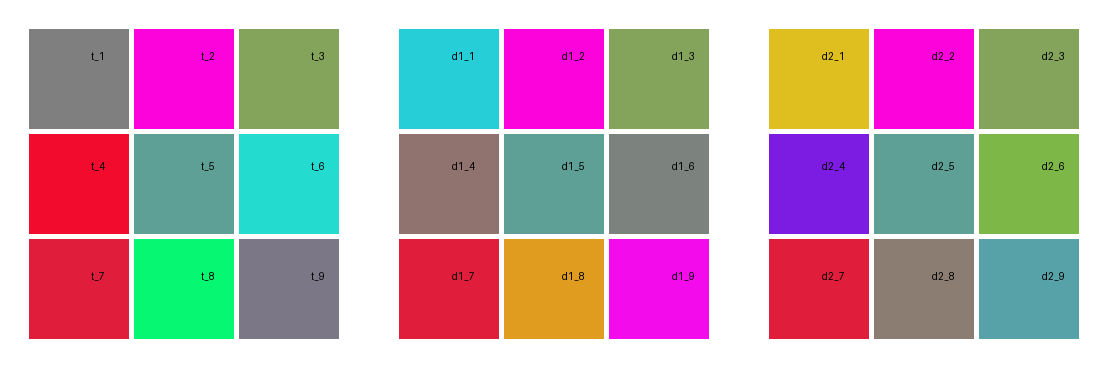 t_1 t_2 t_3 d1_1 d1_2 d1_3 d2_1 d2_2 d2_3
t_4 t_5 t_6 d1_4 d1_5 d1_6 d2_4 d2_5 d2_6
t_7 t_8 t_9 d1_7 d1_8 d1_9 d2_7 d2_8 d2_9